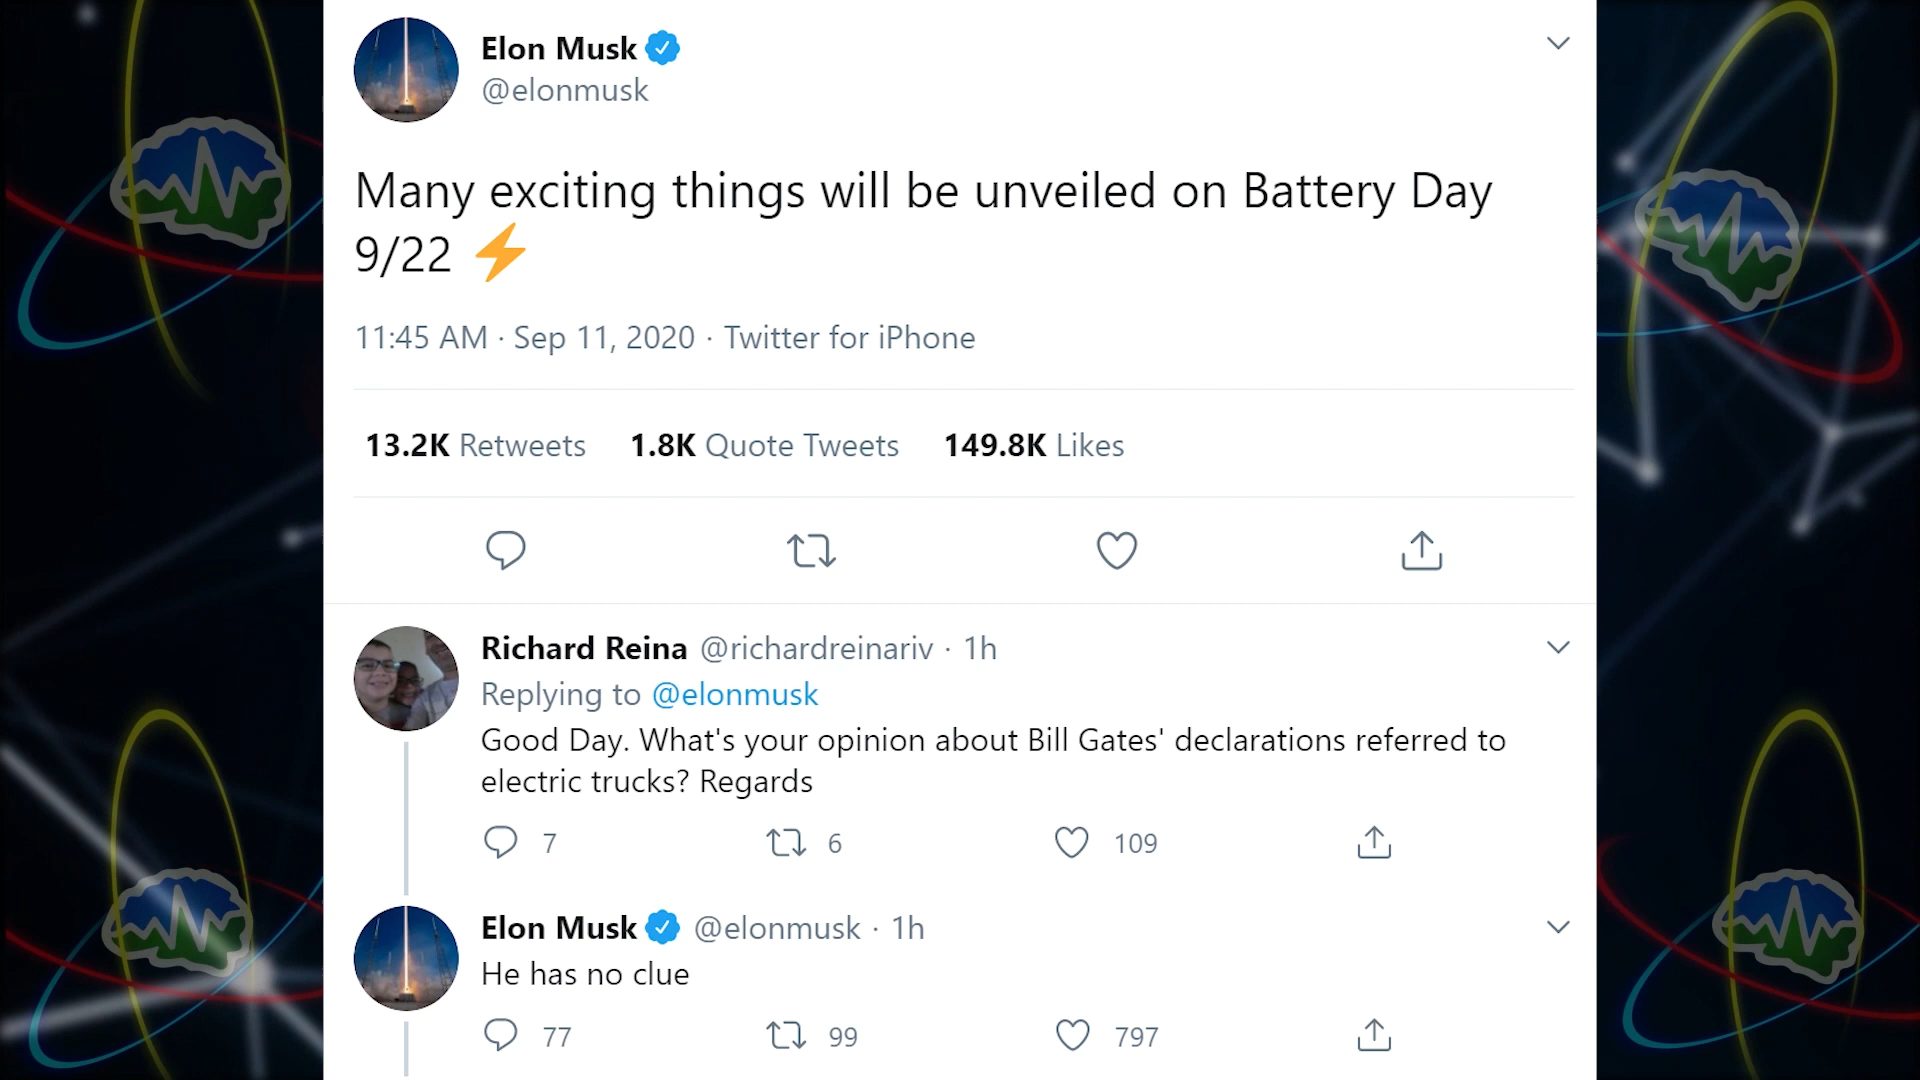 Elon Musk
@elonmusk
Many exciting things will be unveiled on Battery Day
9/22 ⚡
11:45 AM · Sep 11, 2020 · Twitter for iPhone
13.2K Retweets 1.8K Quote Tweets 149.8K Likes
Richard Reina @richardreinariv · 1h
Replying to @elonmusk
Good Day. What's your opinion about Bill Gates' declarations referred to
electric trucks? Regards
7 6 109
Elon Musk @elonmusk · 1h
He has no clue
77 99 797